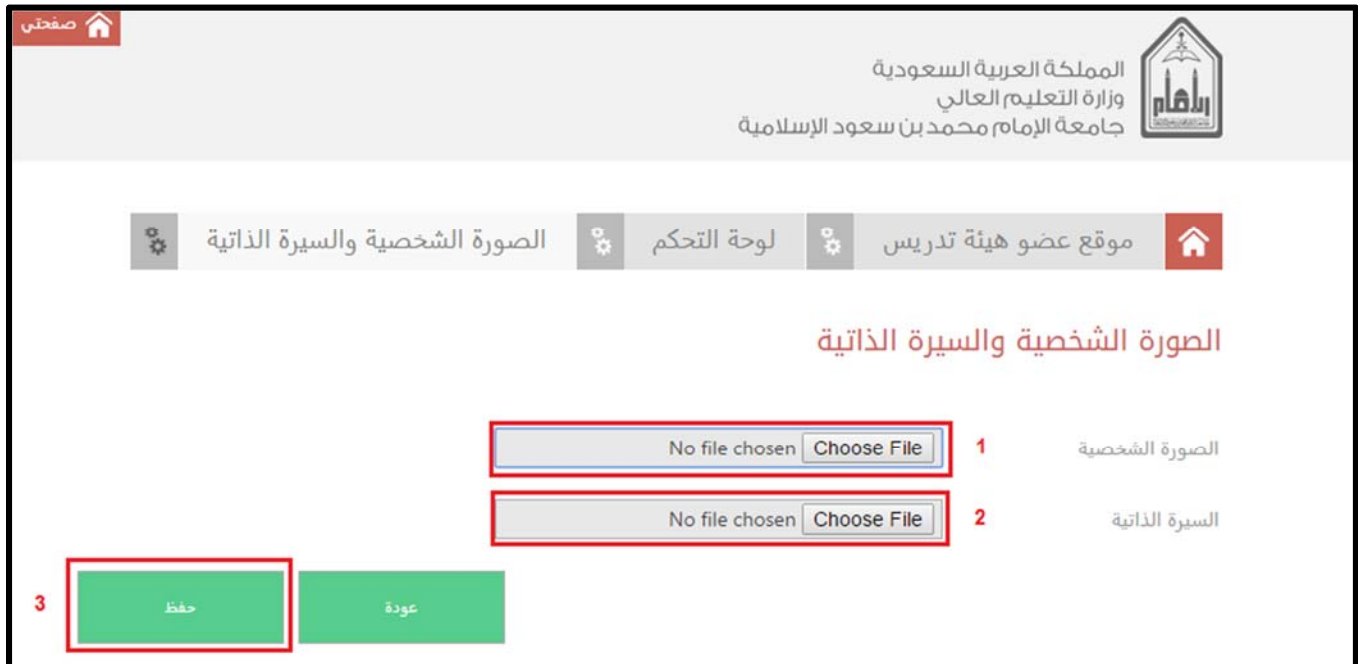 صفحتي
المملكة العربية السعودية
وزارة التعليم العالي
جامعة الإمام محمد بن سعود الإسلامية
الإمام
موقع عضو هيئة تدريس
لوحة التحكم
الصورة الشخصية والسيرة الذاتية
الصورة الشخصية والسيرة الذاتية
الصورة الشخصية
1
Choose File No file chosen
السيرة الذاتية
2
Choose File No file chosen
عودة
حفظ
3